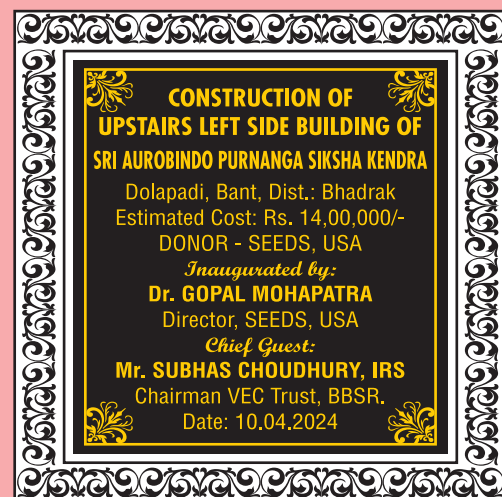 CONSTRUCTION OF
UPSTAIRS LEFT SIDE BUILDING OF
SRI AUROBINDO PURNANGA SIKSHA KENDRA
Dolapadi, Bant, Dist.: Bhadrak
Estimated Cost: Rs. 14,00,000/-
DONOR - SEEDS, USA
Inaugurated by:
Dr. GOPAL MOHAPATRA
Director, SEEDS, USA
Chief Guest:
Mr. SUBHAS CHOUDHURY, IRS
Chairman VEC Trust, BBSR.
Date: 10.04.2024